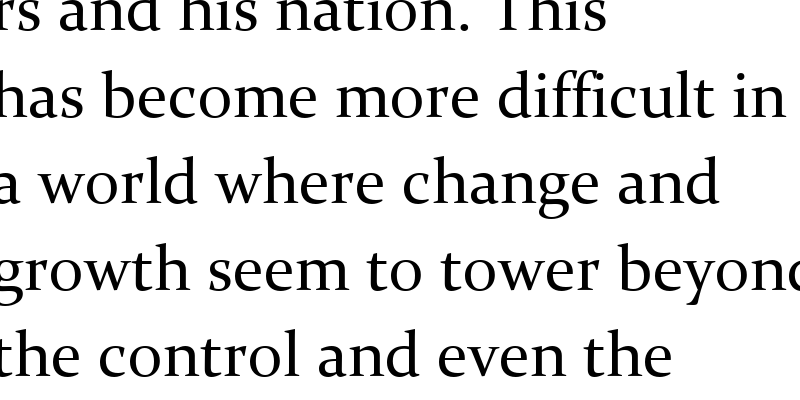 rs and his nation. This
has become more difficult in
a world where change and
growth seem to tower beyond
the control and even the